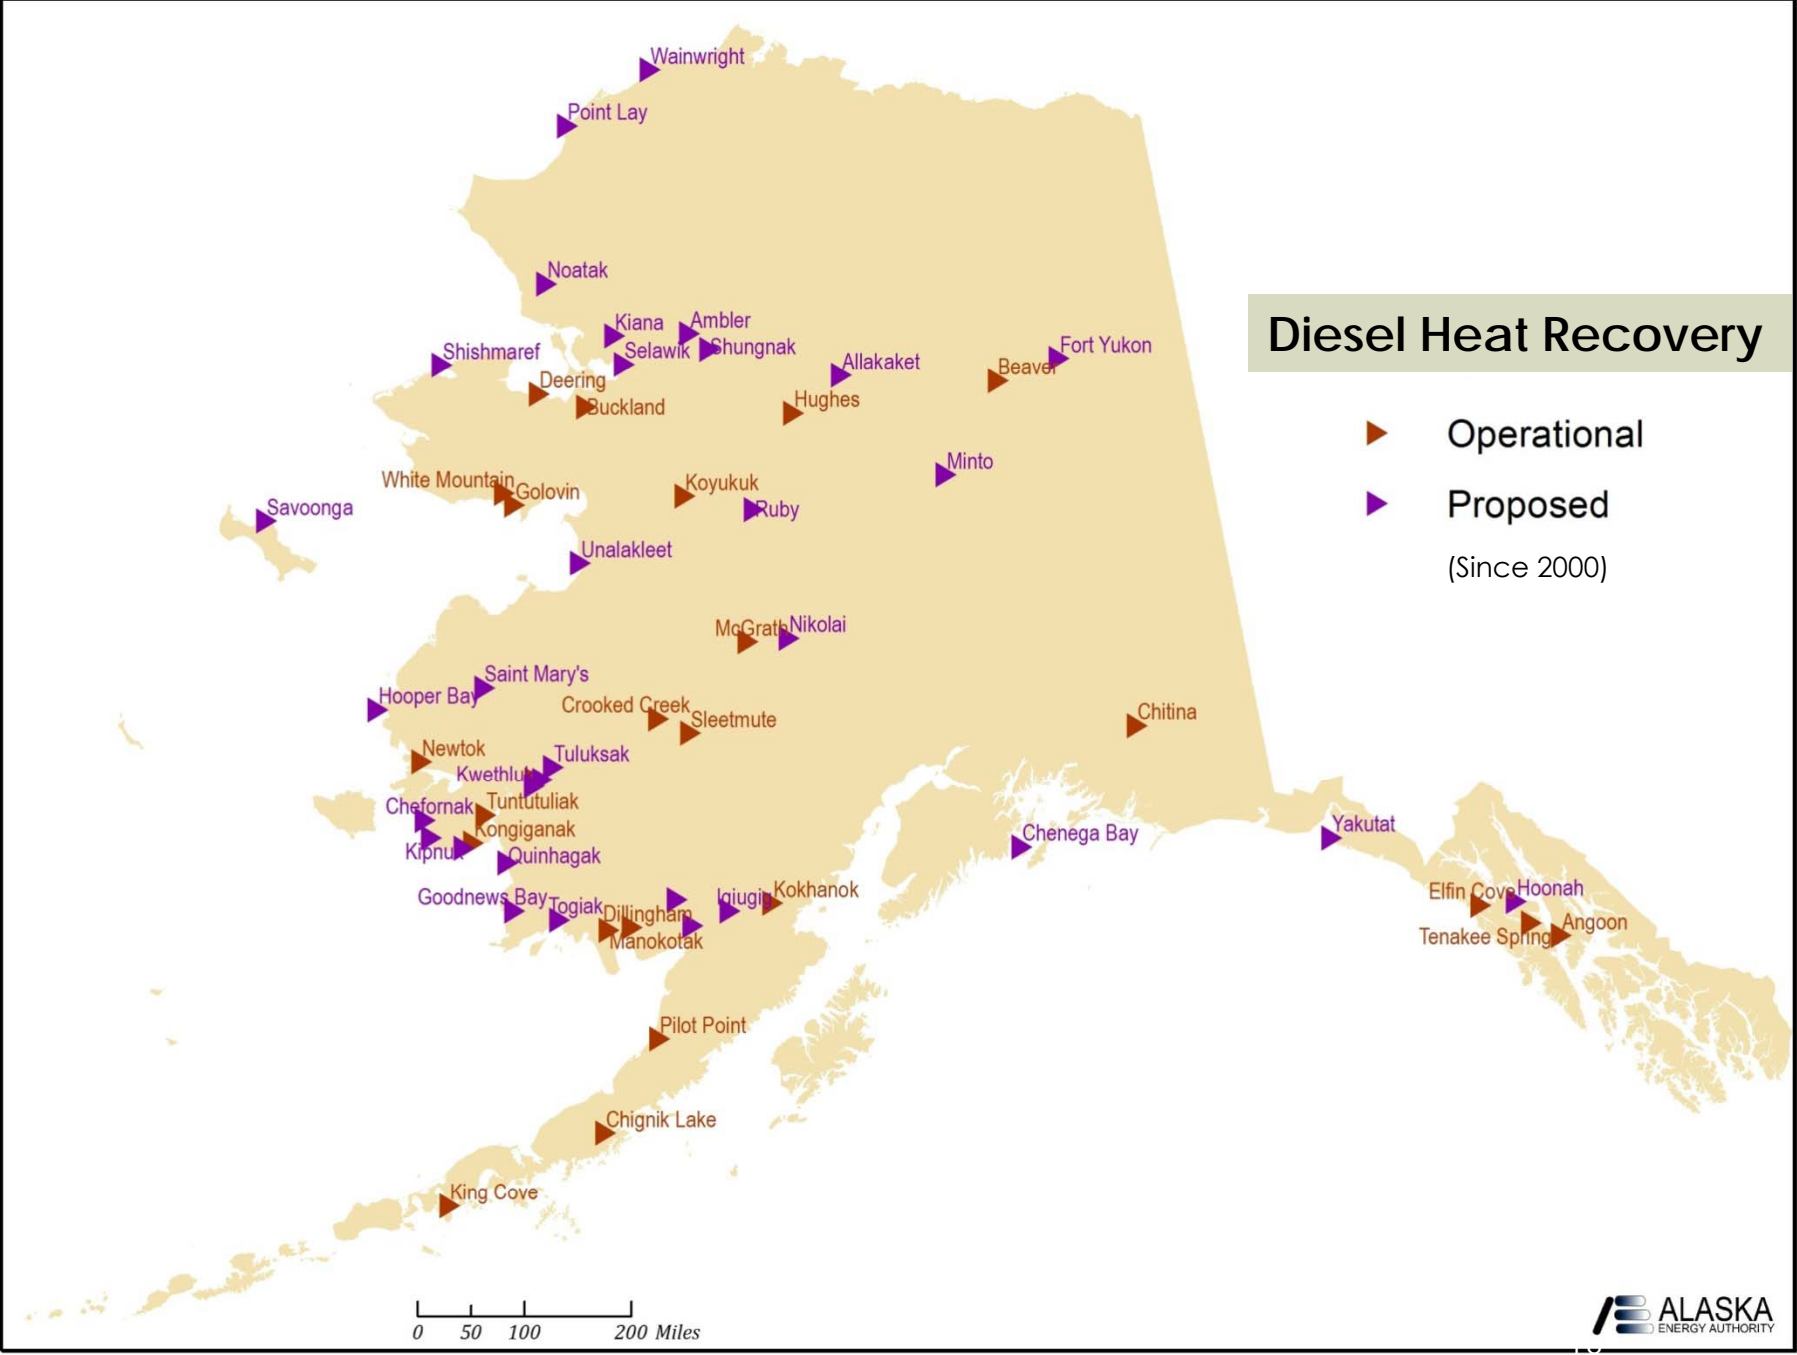 Wainwright
Point Lay
Noatak
Kiana
Ambler
Shungnak
Selawik
Shishmaref
Deering
Buckland
Allakaket
Hughes
Beaver
Fort Yukon
Diesel Heat Recovery
Operational
Proposed
(Since 2000)
Minto
White Mountain
Golovin
Koyukuk
Ruby
Savoonga
Unalakleet
McGrath
Nikolai
Saint Mary's
Hooper Bay
Crooked Creek
Sleetmute
Chitina
Newtok
Tuluksak
Kwethluk
Chefornak
Tuntutuliak
Kongiganak
Kipnuk
Quinhagak
Chenega Bay
Yakutat
Goodnews Bay
Togiak
Dillingham
Manokotak
Igiugig
Kokhanok
Elfin Cove
Hoonah
Angoon
Tenakee Spring
Pilot Point
Chignik Lake
King Cove
0 50 100 200 Miles
ALASKA
ENERGY AUTHORITY